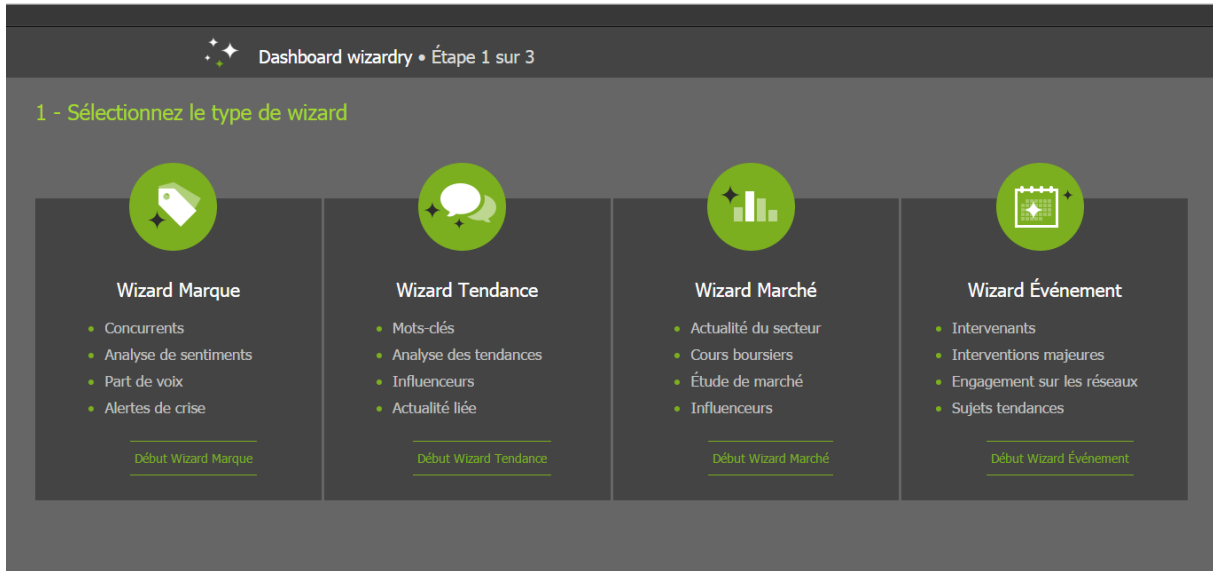 Dashboard wizardry • Étape 1 sur 3
1 - Sélectionnez le type de wizard
Wizard Marque
• Concurrents
• Analyse de sentiments
• Part de voix
• Alertes de crise
Début Wizard Marque
Wizard Tendance
• Mots-clés
• Analyse des tendances
• Influenceurs
• Actualité liée
Début Wizard Tendance
Wizard Marché
• Actualité du secteur
• Cours boursiers
• Étude de marché
• Influenceurs
Début Wizard Marché
Wizard Événement
• Intervenants
• Interventions majeures
• Engagement sur les réseaux
• Sujets tendances
Début Wizard Événement